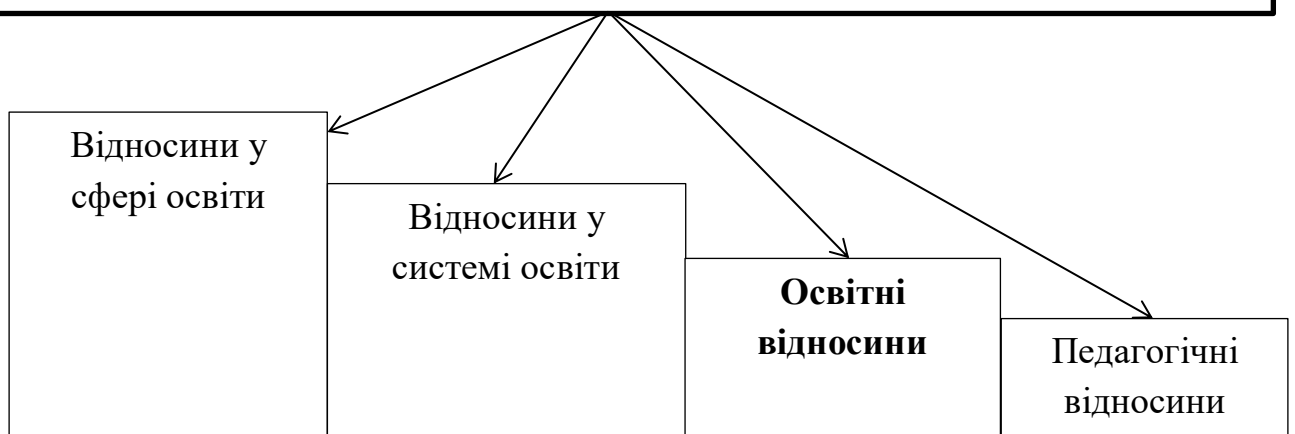 Відносини у
сфері освіти
Відносини у
системі освіти
Освітні
відносини
Педагогічні
відносини